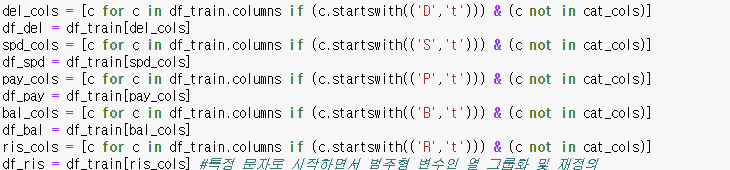 del_cols = [c for c in df_train.columns if (c.startswith(('D','t'))) & (c not in cat_cols)]
df_del = df_train[del_cols]
spd_cols = [c for c in df_train.columns if (c.startswith(('S','t'))) & (c not in cat_cols)]
df_spd = df_train[spd_cols]
pay_cols = [c for c in df_train.columns if (c.startswith(('P','t'))) & (c not in cat_cols)]
df_pay = df_train[pay_cols]
bal_cols = [c for c in df_train.columns if (c.startswith(('B','t'))) & (c not in cat_cols)]
df_bal = df_train[bal_cols]
ris_cols = [c for c in df_train.columns if (c.startswith(('R','t'))) & (c not in cat_cols)]
df_ris = df_train[ris_cols] #특정 문자로 시작하면서 범주형 변수인 열 그룹화 및 재정의